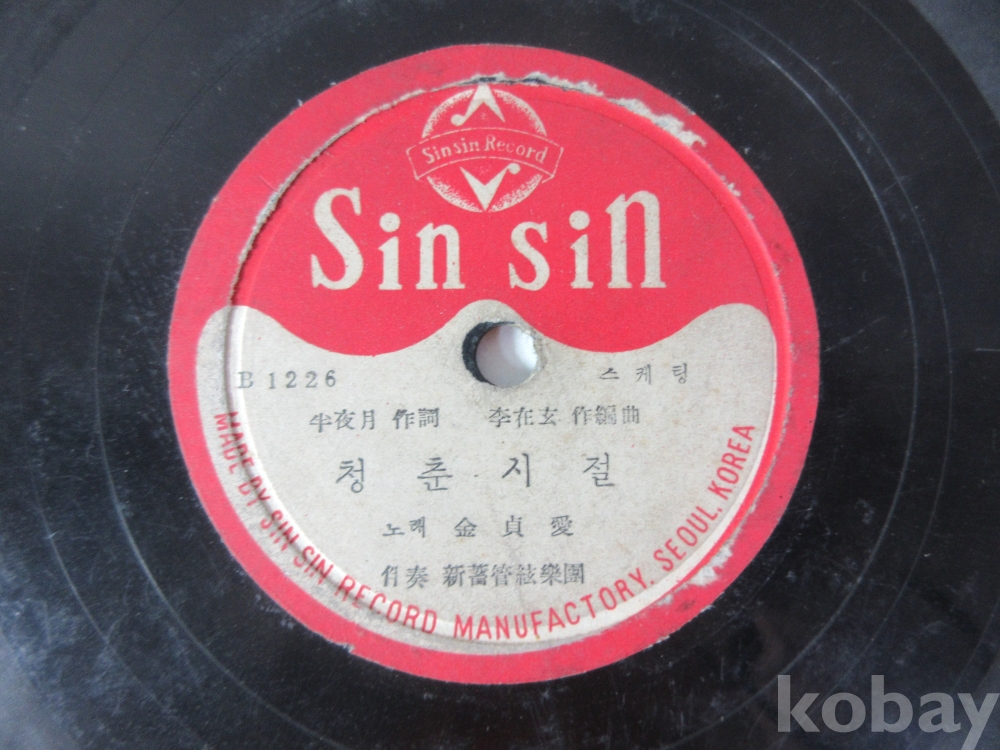 Sinsin Record
Sin sin
B 1226 스케팅
半夜月 作詞 李在玄 作編曲
청춘시절
노래 金貞愛
伴奏 新蓄管絃樂團
MADE BY SIN SIN RECORD MANUFACTORY. SEOUL. KOREA
kobay